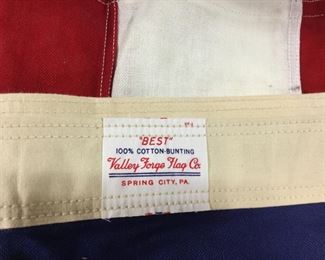 "BEST"
100% COTTON-BUNTING
Valley Forge Flag Co.
SPRING CITY, PA.